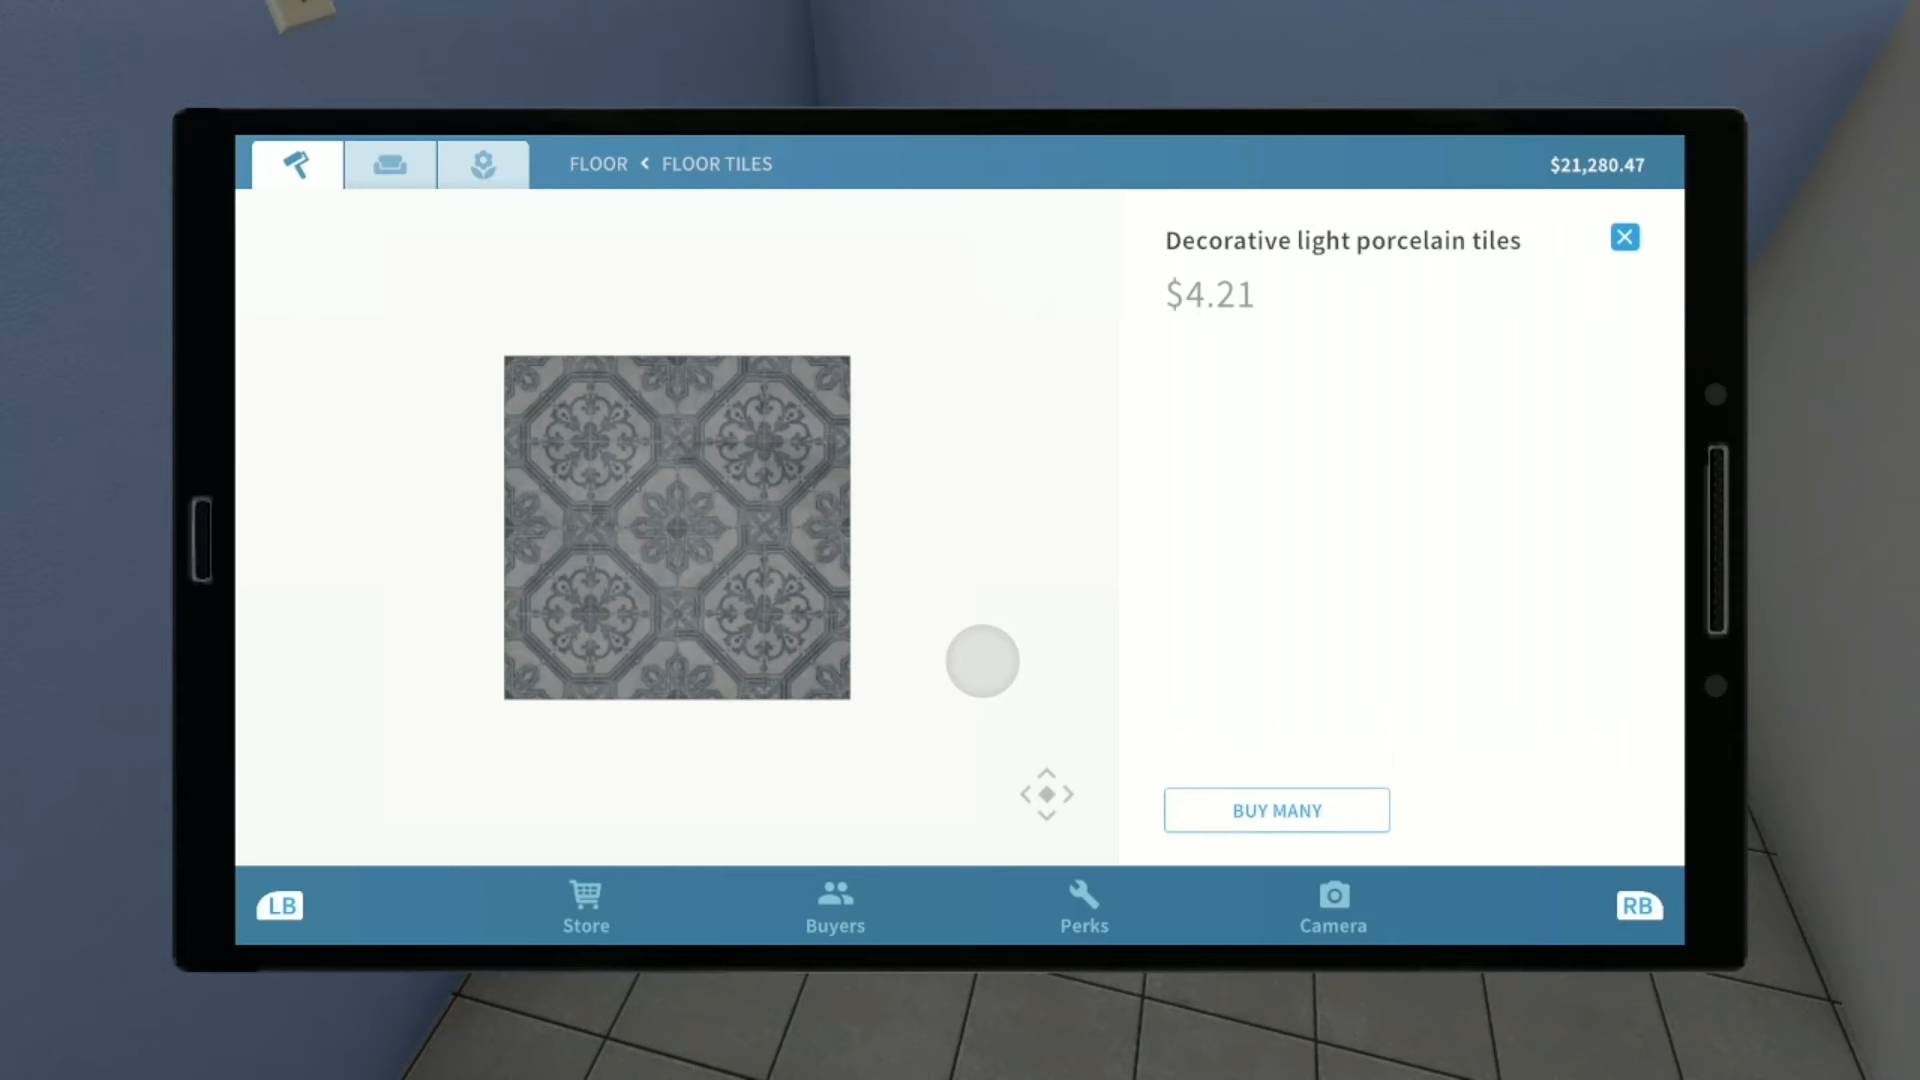 FLOOR < FLOOR TILES
$21,280.47
Decorative light porcelain tiles
$4.21
BUY MANY
LB
Store
Buyers
Perks
Camera
RB